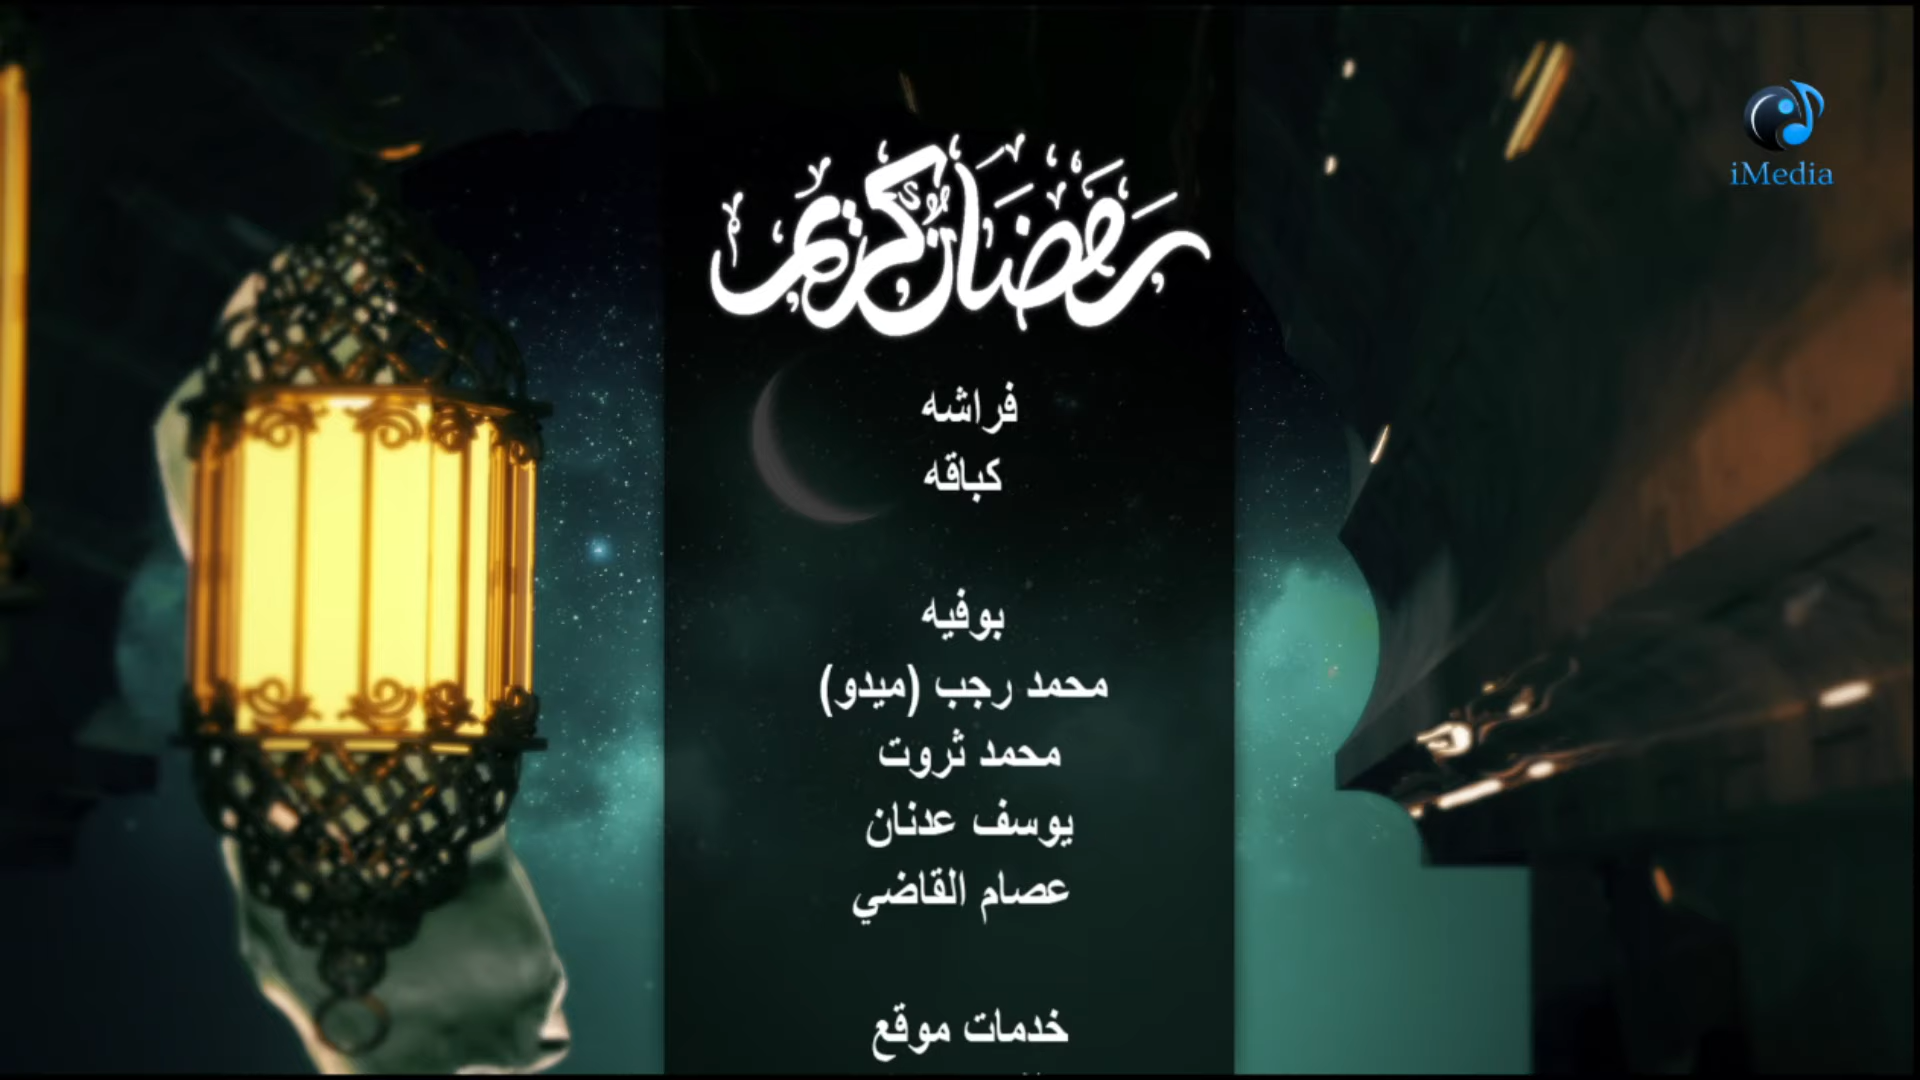 iMedia
رمضان كريم
فراشه
كباقه
بوفيه
محمد رجب (ميدو)
محمد ثروت
يوسف عدنان
عصام القاضي
خدمات موقع